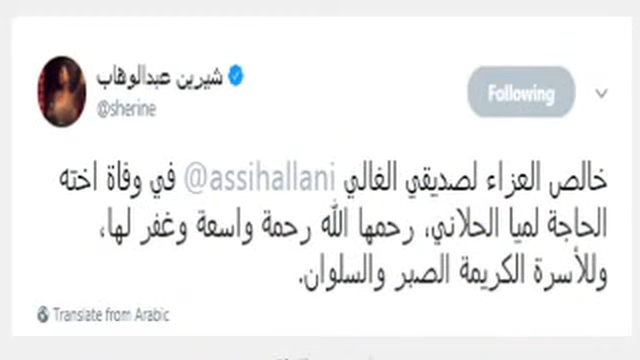 شيرين عبدالوهاب
@sherine
Following
خالص العزاء لصديقي الغالي @assihallani في وفاة اخته
الحاجة لميا الحلاني، رحمها الله رحمة واسعة وغفر لها،
وللأسرة الكريمة الصبر والسلوان.
Translate from Arabic